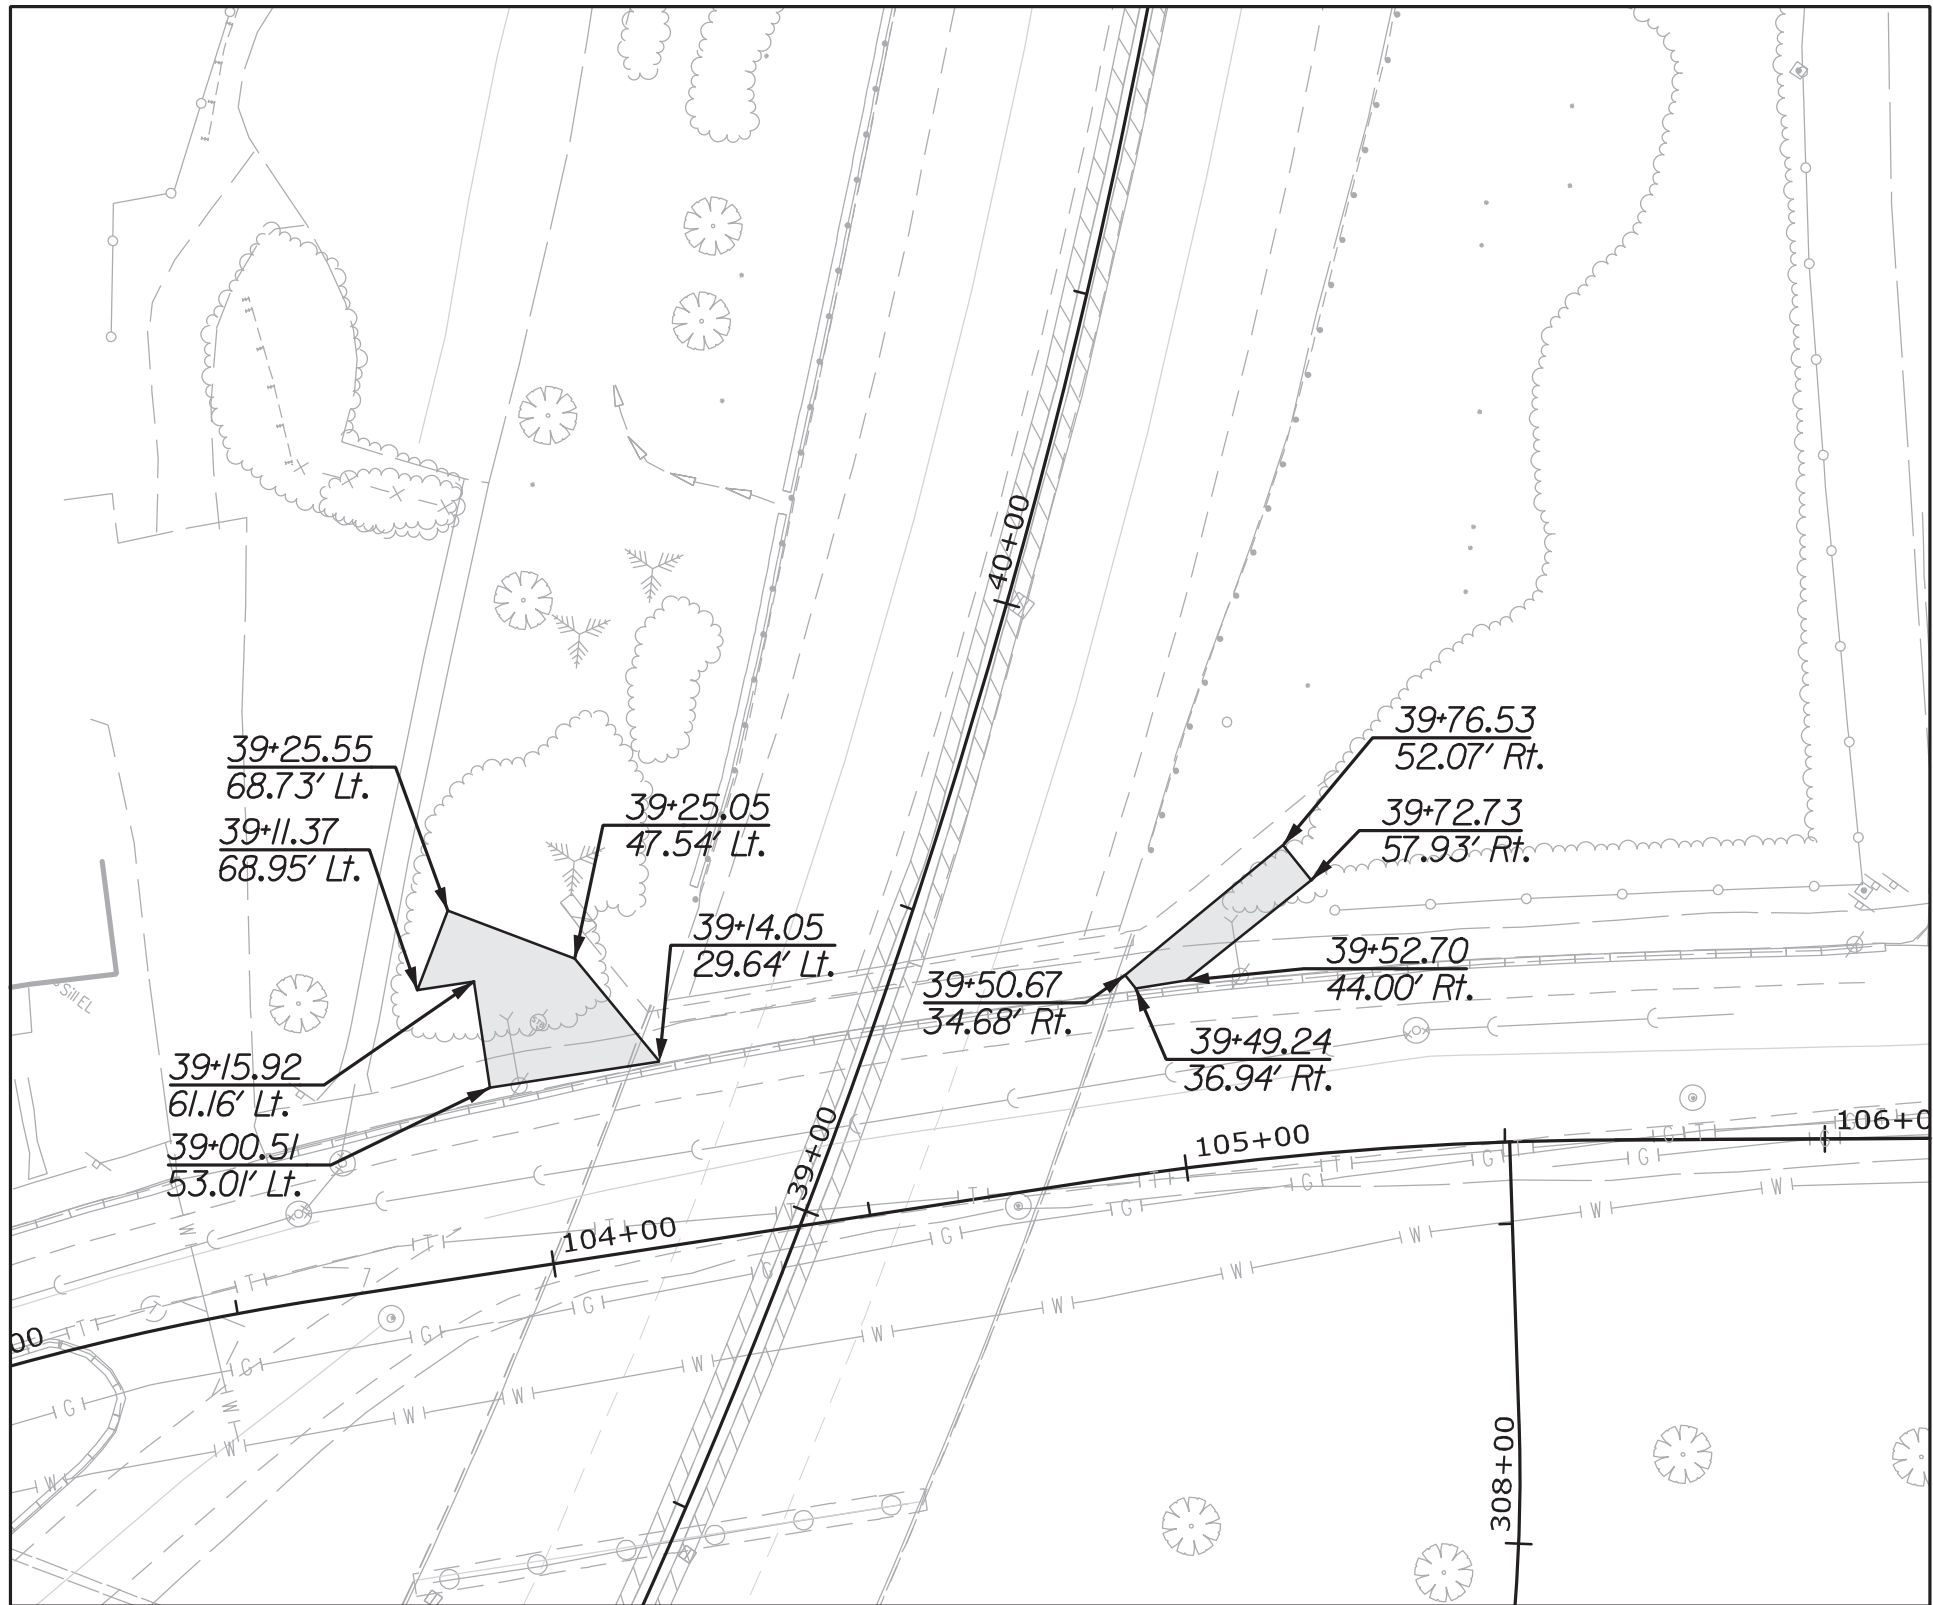 40+00
39+76.53
52.07' Rt.
39+25.55
68.73' Lt.
39+25.05
47.54' Lt.
39+72.73
57.93' Rt.
39+11.37
68.95' Lt.
39+14.05
29.64' Lt.
39+52.70
44.00' Rt.
39+50.67
34.68' Rt.
Sill EL
39+49.24
36.94' Rt.
39+15.92
61.16' Lt.
39+00.51
53.01' Lt.
39+00
105+00
106+0
104+00
00
308+00
T T T T T T T T
G G G G G G G G G G
W W W W W W W W W W W